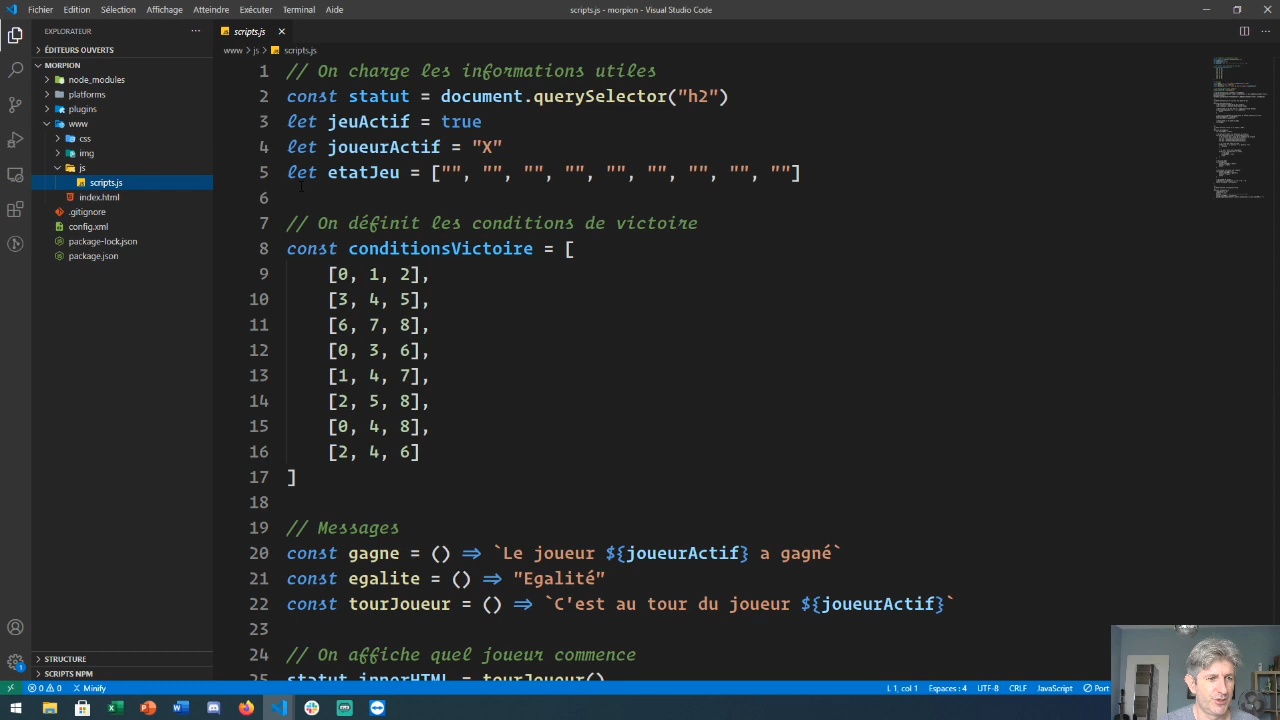 Fichier Edition Sélection Affichage Atteindre Exécuter Terminal Aide
scripts.js - morpion - Visual Studio Code
EXPLORATEUR
ÉDITEURS OUVERTS
MORPION
node_modules
platforms
plugins
www
css
img
js
scripts.js
index.html
.gitignore
config.xml
package-lock.json
package.json
STRUCTURE
SCRIPTS NPM
scripts.js
www > js > scripts.js
1 // On charge les informations utiles
2 const statut = document.querySelector("h2")
3 let jeuActif = true
4 let joueurActif = "X"
5 let etatJeu = ["", "", "", "", "", "", "", "", ""]
6
7 // On définit les conditions de victoire
8 const conditionsVictoire = [
9 [0, 1, 2],
10 [3, 4, 5],
11 [6, 7, 8],
12 [0, 3, 6],
13 [1, 4, 7],
14 [2, 5, 8],
15 [0, 4, 8],
16 [2, 4, 6]
17 ]
18
19 // Messages
20 const gagne = () => `Le joueur ${joueurActif} a gagné`
21 const egalite = () => "Egalité"
22 const tourJoueur = () => `C'est au tour du joueur ${joueurActif}`
23
24 // On affiche quel joueur commence
25 statut.innerHTML = tourJoueur()
0 0 Minify
L 1, col 1 Espaces : 4 UTF-8 CRLF JavaScript Port